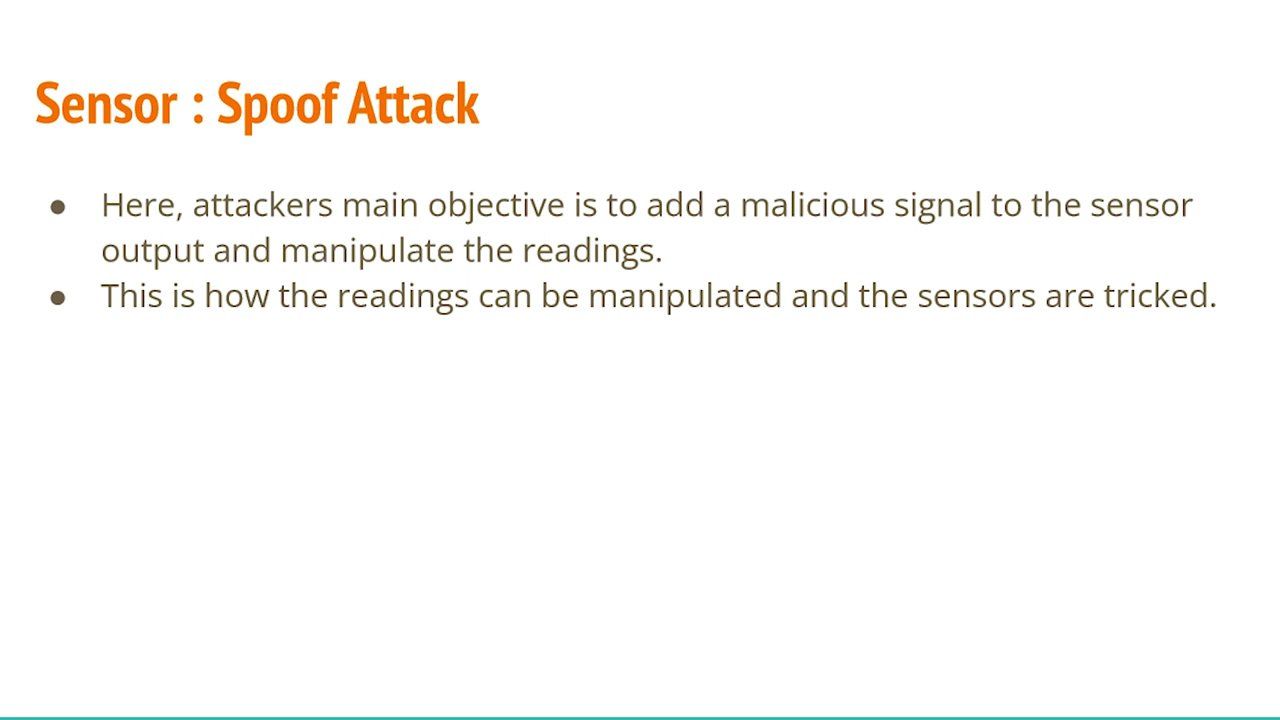 Sensor : Spoof Attack
● Here, attackers main objective is to add a malicious signal to the sensor
output and manipulate the readings.
● This is how the readings can be manipulated and the sensors are tricked.